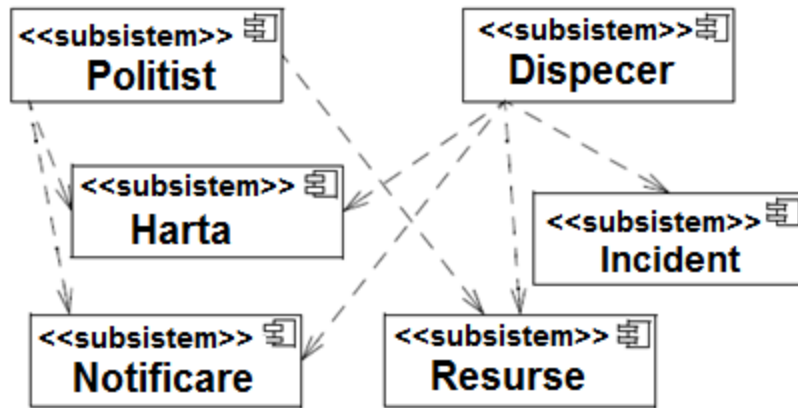 <<subsistem>>
Politist
<<subsistem>>
Dispecer
<<subsistem>>
Harta
<<subsistem>>
Incident
<<subsistem>>
Notificare
<<subsistem>>
Resurse